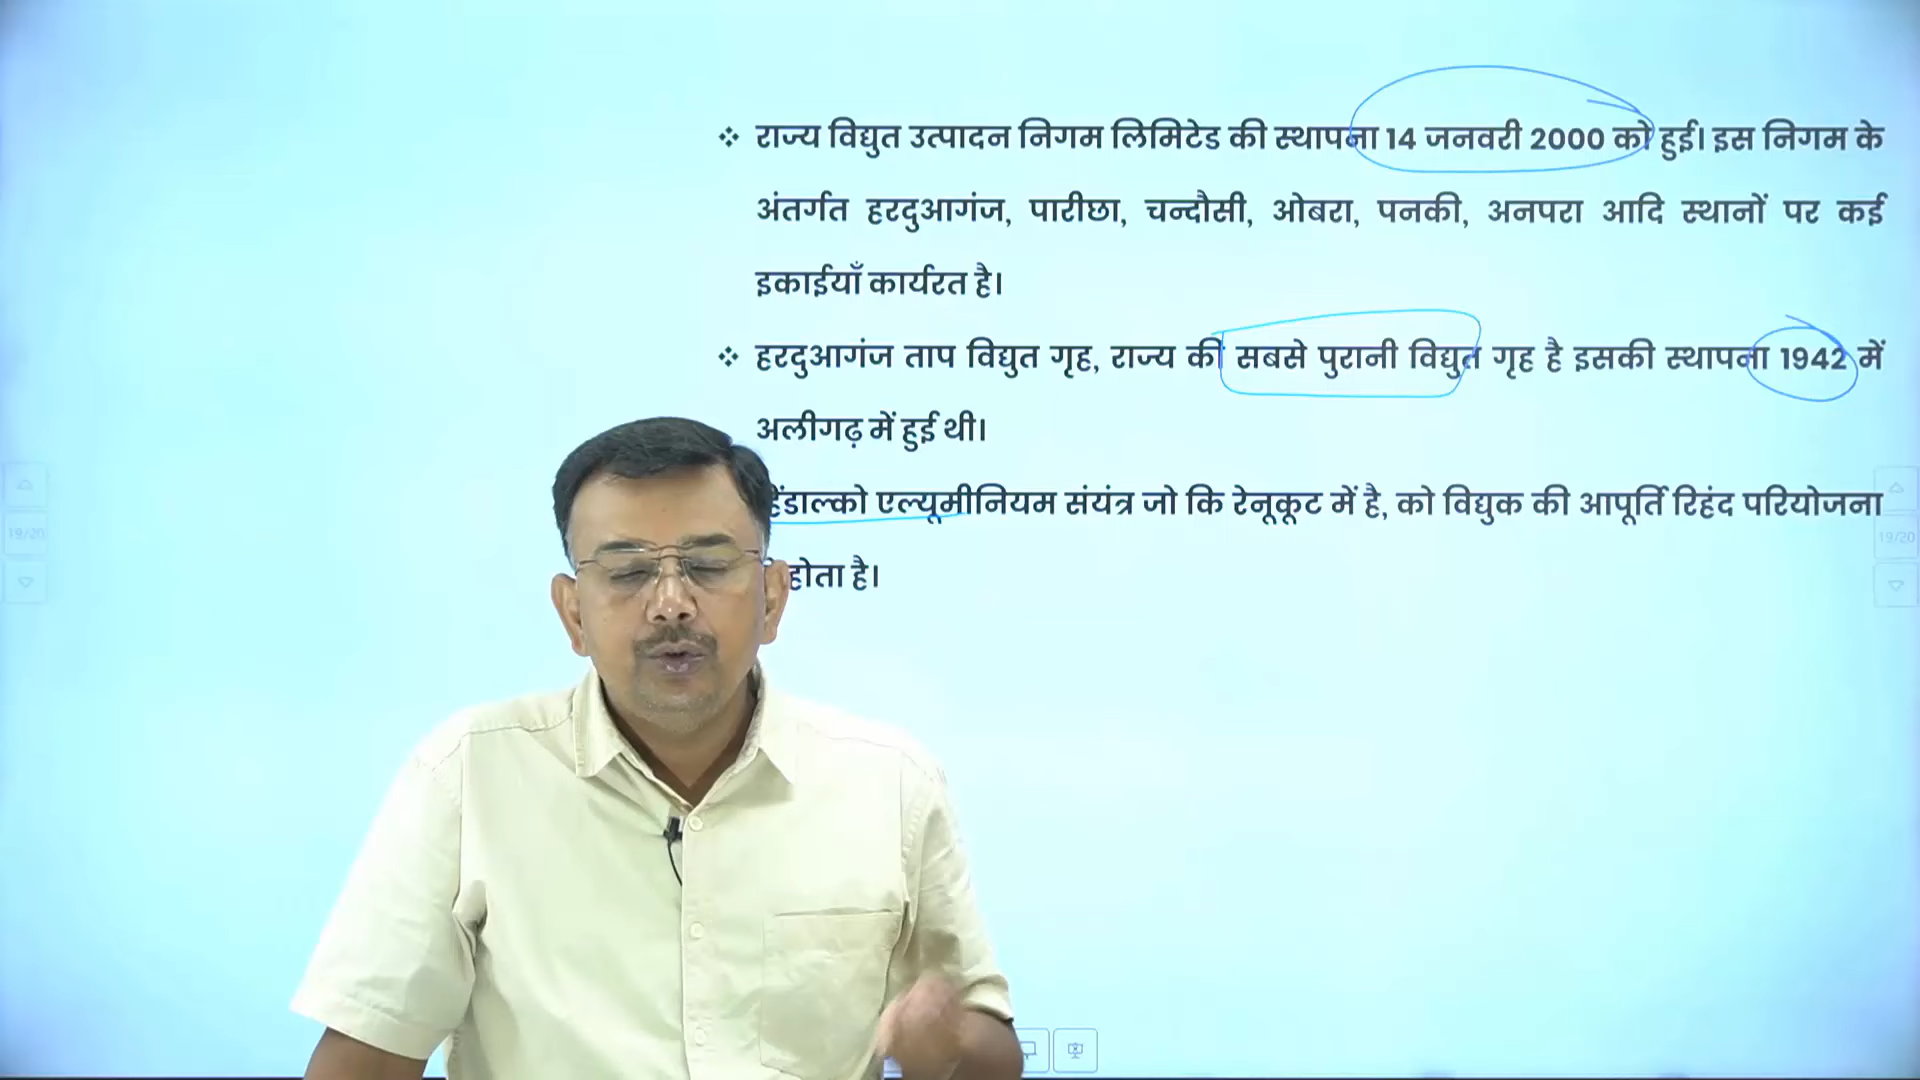 ❖ राज्य विद्युत उत्पादन निगम लिमिटेड की स्थापना 14 जनवरी 2000 को हुई। इस निगम के
अंतर्गत हरदुआगंज, पारीछा, चन्दौसी, ओबरा, पनकी, अनपरा आदि स्थानों पर कई
इकाईयाँ कार्यरत है।
❖ हरदुआगंज ताप विद्युत गृह, राज्य की सबसे पुरानी विद्युत गृह है इसकी स्थापना 1942 में
अलीगढ़ में हुई थी।
हिंडाल्को एल्यूमीनियम संयंत्र जो कि रेनूकूट में है, को विद्युक की आपूर्ति रिहंद परियोजना
होता है।
19/20
19/20